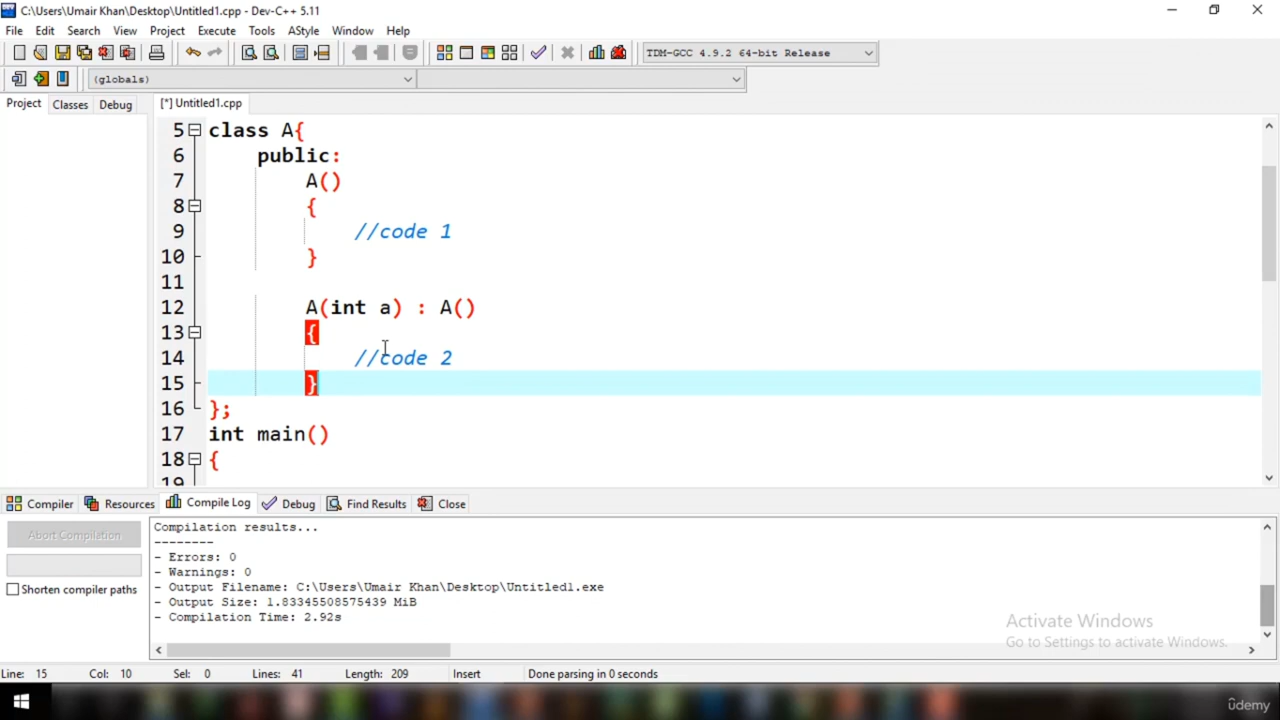 C:\Users\Umair Khan\Desktop\Untitled1.cpp - Dev-C++ 5.11
File Edit Search View Project Execute Tools AStyle Window Help
TDM-GCC 4.9.2 64-bit Release
(globals)
Project Classes Debug [*] Untitled1.cpp
5 class A{
6 public:
7 A()
8 {
9 //code 1
10 }
11
12 A(int a) : A()
13 {
14 //code 2
15 }
16 };
17 int main()
18 {
19
Compiler Resources Compile Log Debug Find Results Close
Abort Compilation
Shorten compiler paths
Compilation results...
--------
- Errors: 0
- Warnings: 0
- Output Filename: C:\Users\Umair Khan\Desktop\Untitled1.exe
- Output Size: 1.83345508575439 MiB
- Compilation Time: 2.92s
Activate Windows
Go to Settings to activate Windows.
Line: 15 Col: 10 Sel: 0 Lines: 41 Length: 209 Insert Done parsing in 0 seconds
ûdemy